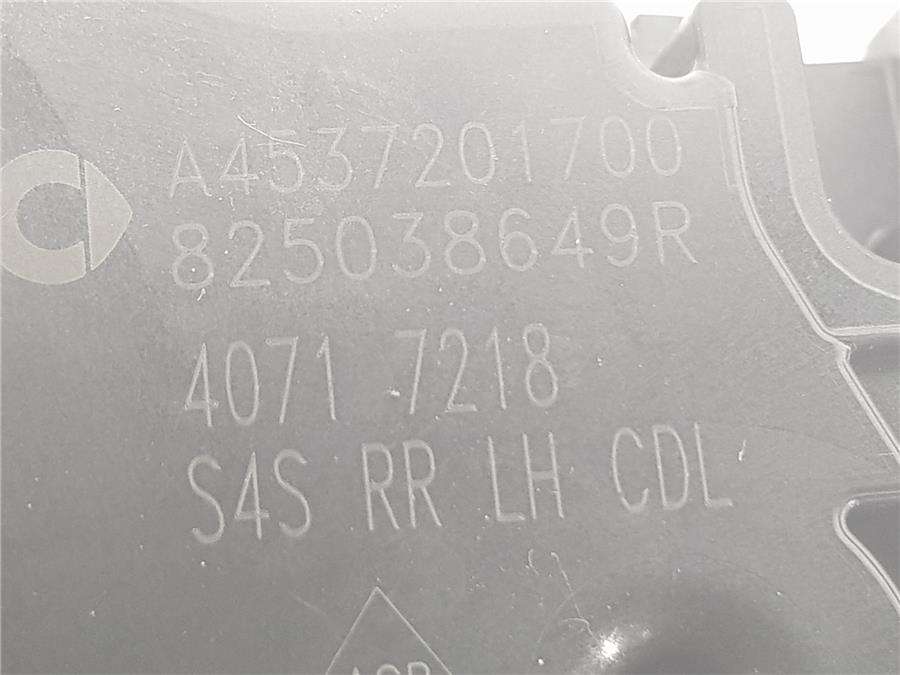 A4537201700
825038649R
4071 7218
S4S RR LH CDL